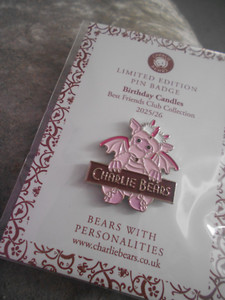 LIMITED EDITION
PIN BADGE
Birthday Candles
Best Friends Club Collection
2025/26
CHARLIE BEARS
BEARS WITH
PERSONALITIES
www.charliebears.co.uk